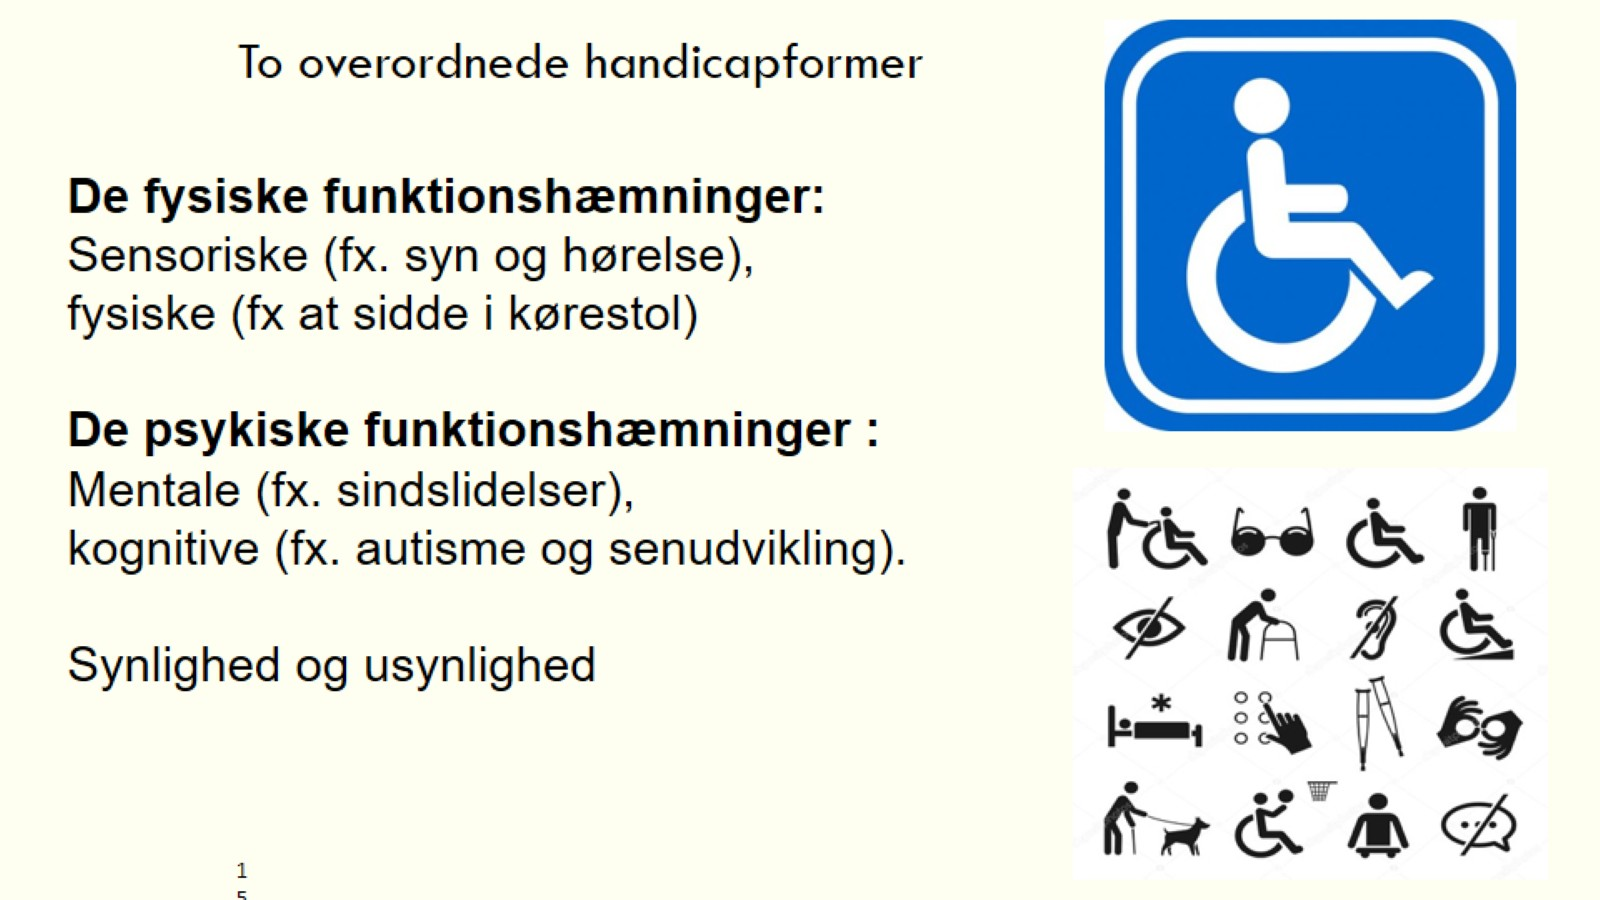 To overordnede handicapformer
De fysiske funktionshæmninger:
Sensoriske (fx. syn og hørelse),
fysiske (fx at sidde i kørestol)
De psykiske funktionshæmninger :
Mentale (fx. sindslidelser),
kognitive (fx. autisme og senudvikling).
Synlighed og usynlighed
1
5